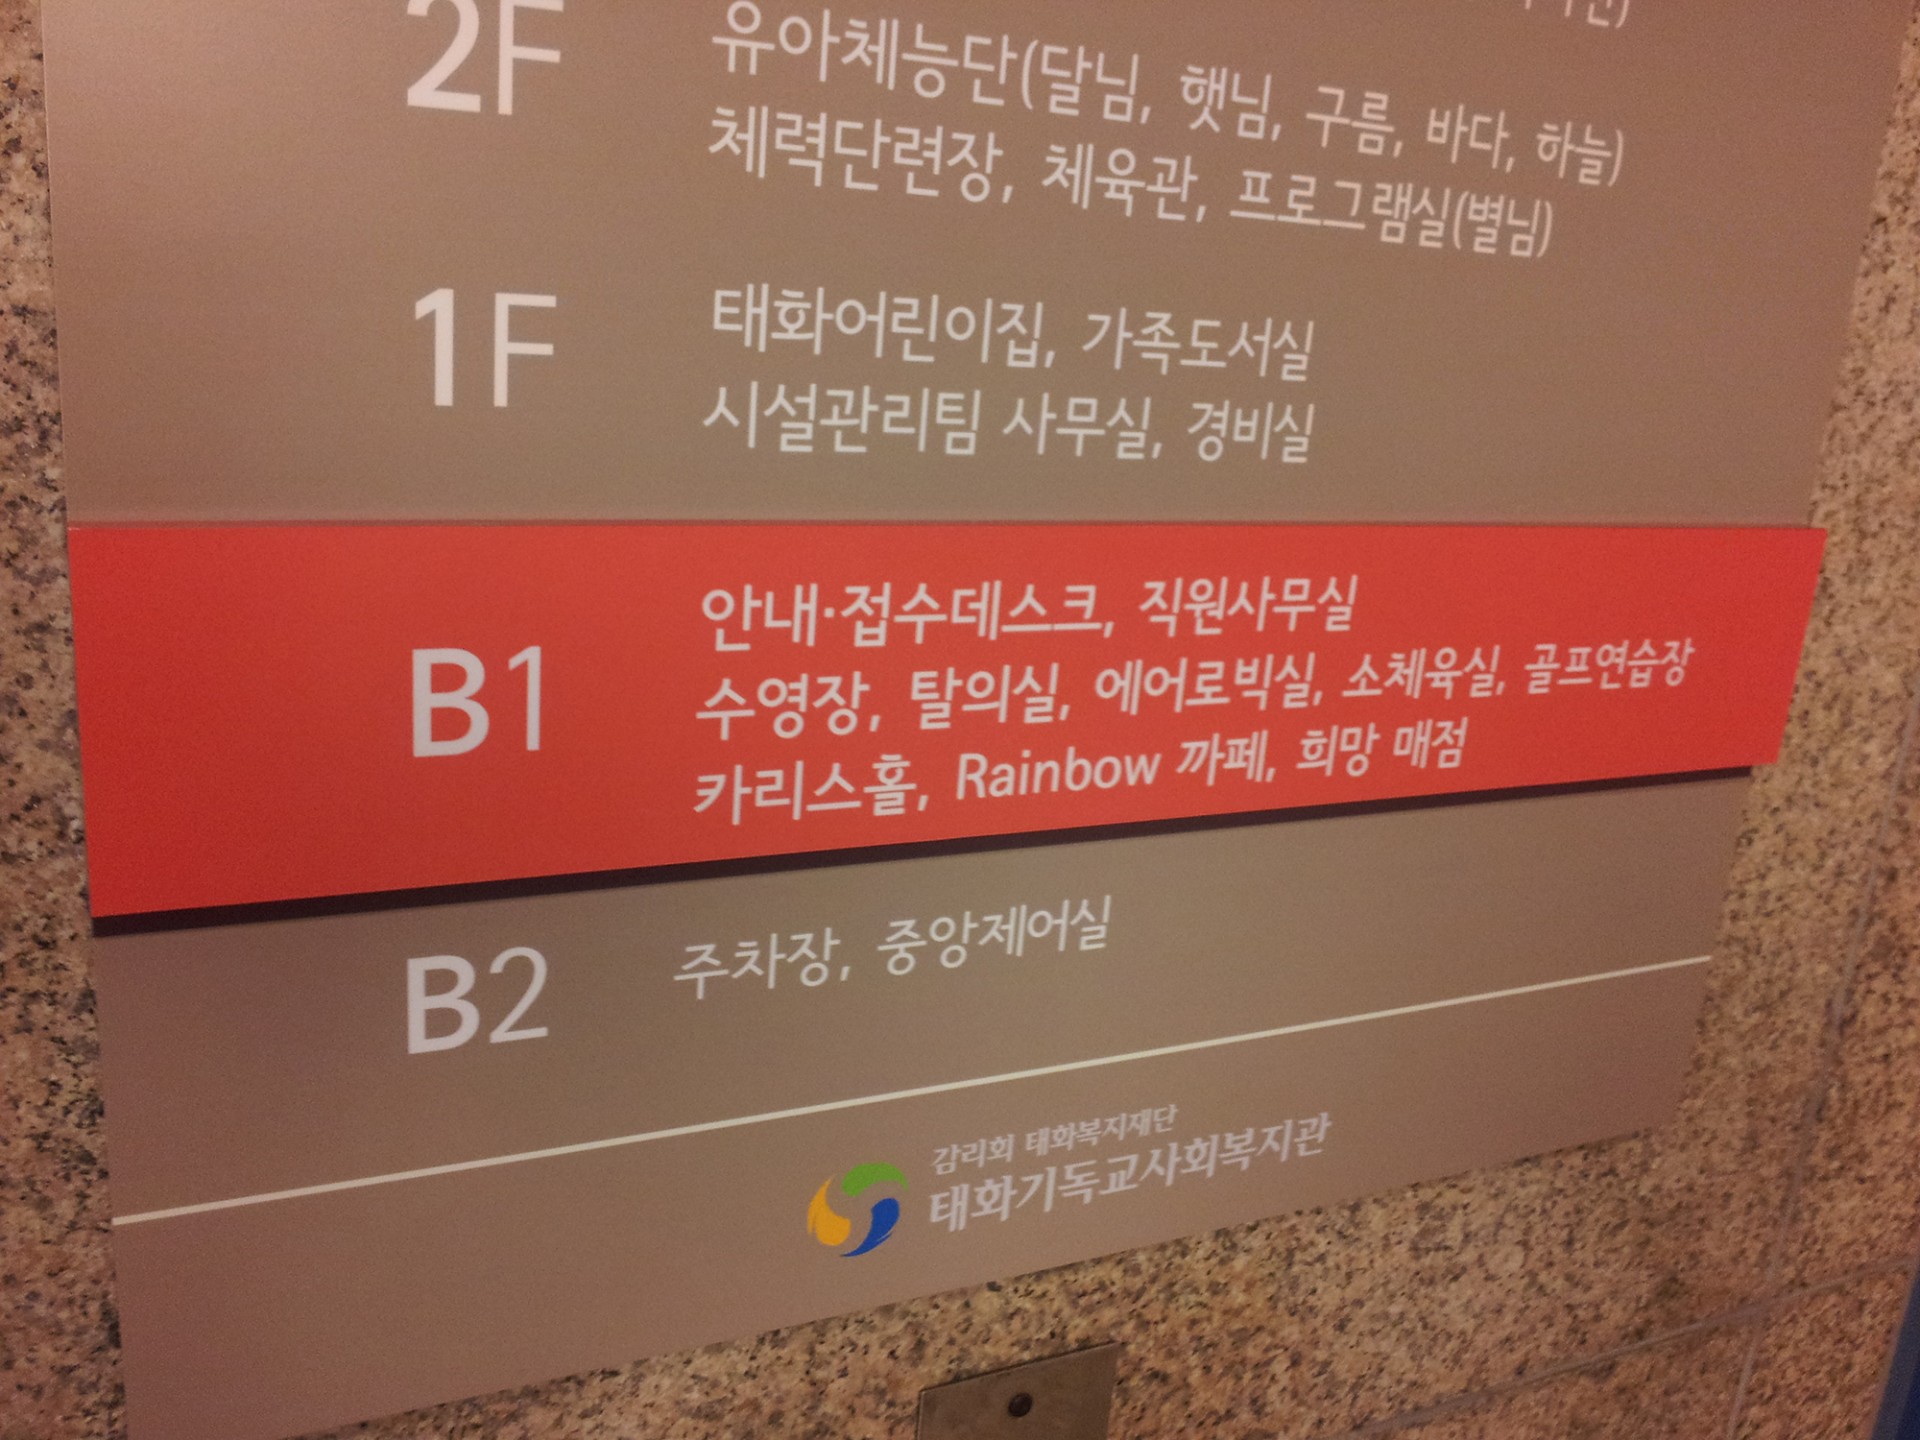 2F
유아체능단(달님, 햇님, 구름, 바다, 하늘)
체력단련장, 체육관, 프로그램실(별님)
1F
태화어린이집, 가족도서실
시설관리팀 사무실, 경비실
B1
안내·접수데스크, 직원사무실
수영장, 탈의실, 에어로빅실, 소체육실, 골프연습장
카리스홀, Rainbow 까페, 희망 매점
B2
주차장, 중앙제어실
감리회 태화복지재단
태화기독교사회복지관